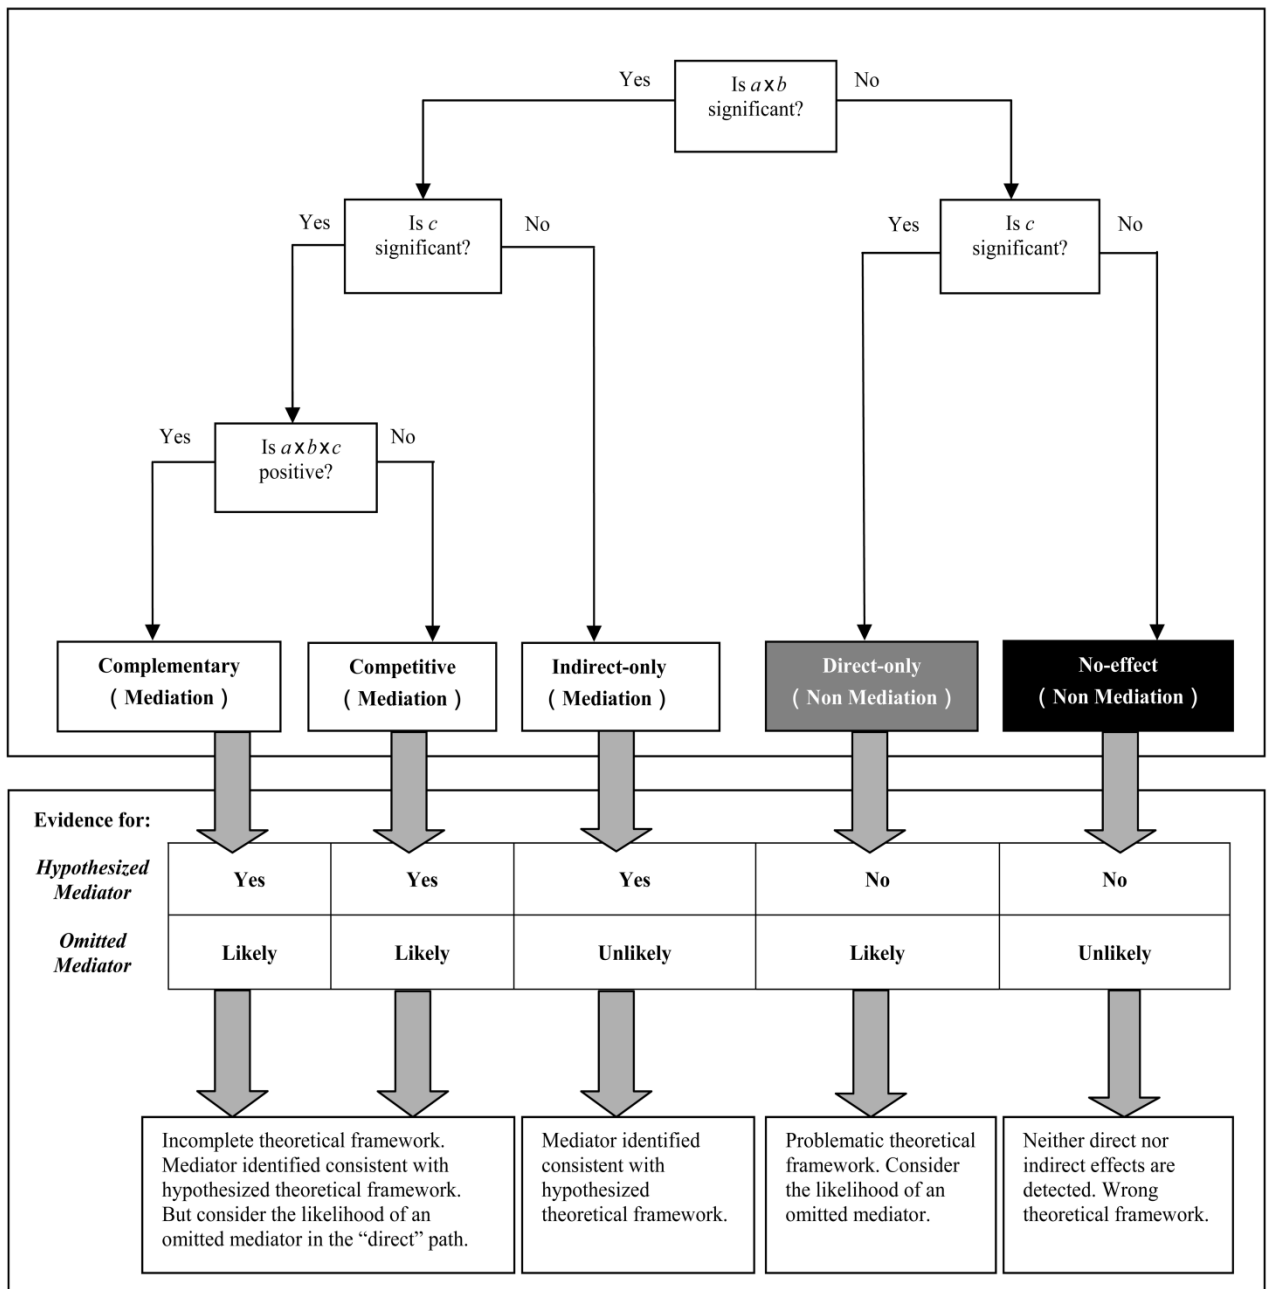 Yes
Is a x b
significant?
No
Yes
Is c
significant?
No
Yes
Is c
significant?
No
Yes
Is a x b x c
positive?
No
Complementary
( Mediation )
Competitive
( Mediation )
Indirect-only
( Mediation )
Direct-only
( Non Mediation )
No-effect
( Non Mediation )
Evidence for:
Hypothesized
Mediator
Yes
Yes
Yes
No
No
Omitted
Mediator
Likely
Likely
Unlikely
Likely
Unlikely
Incomplete theoretical framework.
Mediator identified consistent with
hypothesized theoretical framework.
But consider the likelihood of an
omitted mediator in the “direct” path.
Mediator identified
consistent with
hypothesized
theoretical framework.
Problematic theoretical
framework. Consider
the likelihood of an
omitted mediator.
Neither direct nor
indirect effects are
detected. Wrong
theoretical framework.